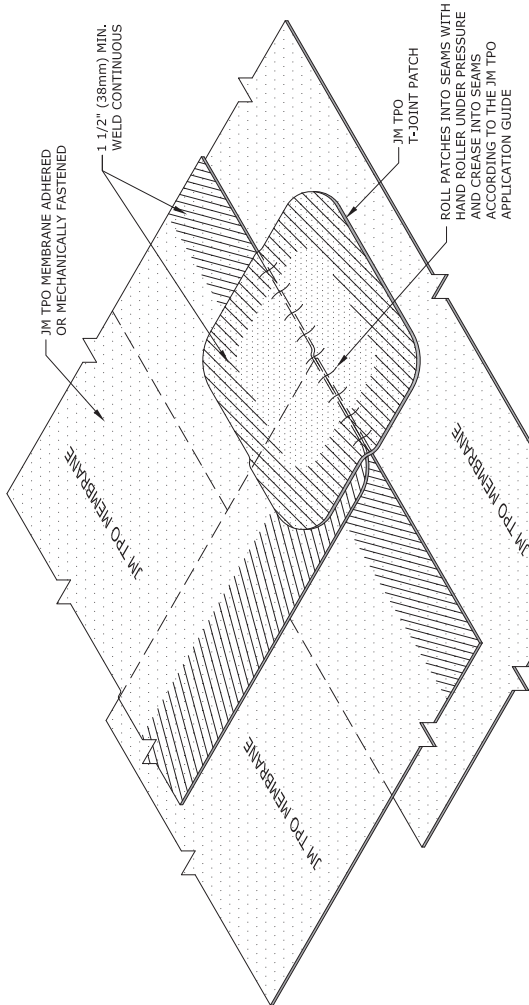 JM TPO MEMBRANE ADHERED
OR MECHANICALLY FASTENED
1 1/2" (38mm) MIN.
WELD CONTINUOUS
JM TPO
T-JOINT PATCH
ROLL PATCHES INTO SEAMS WITH
HAND ROLLER UNDER PRESSURE
AND CREASE INTO SEAMS
ACCORDING TO THE JM TPO
APPLICATION GUIDE
JM TPO MEMBRANE
JM TPO MEMBRANE
JM TPO MEMBRANE